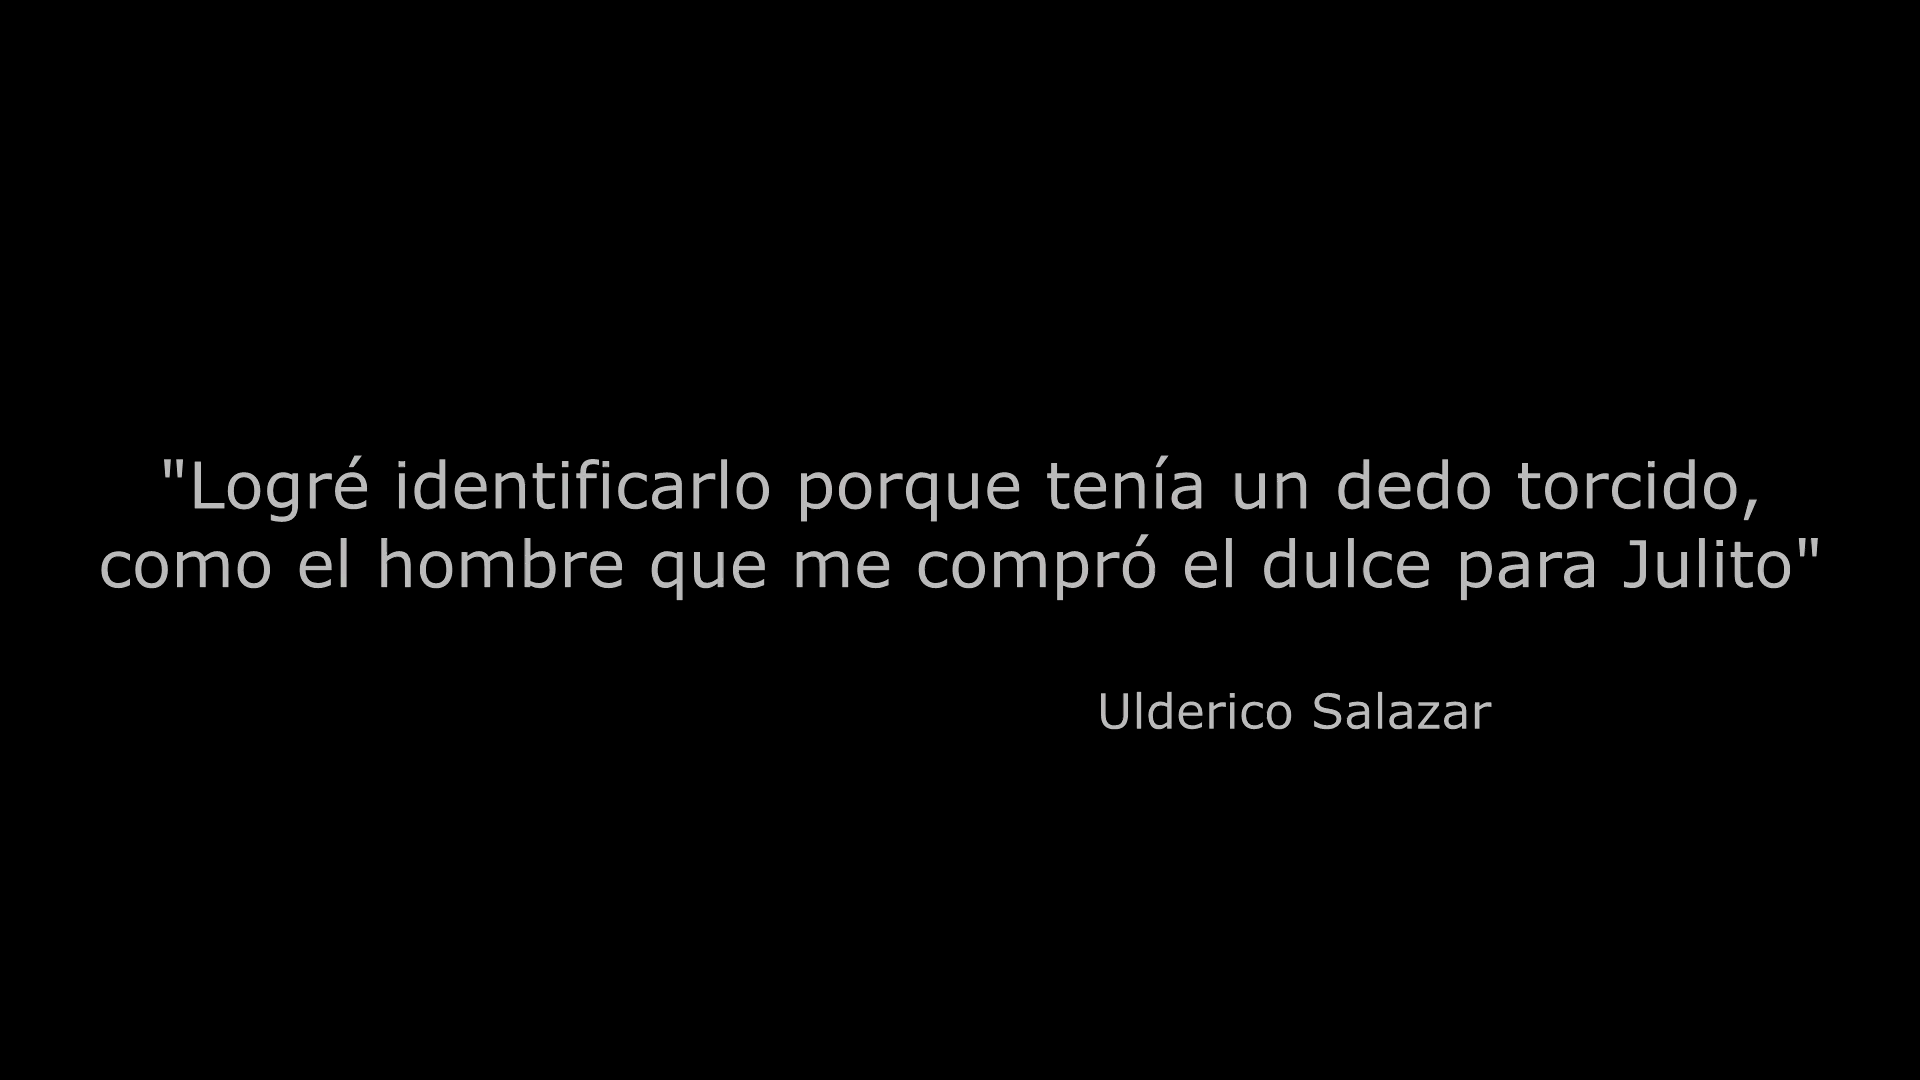 "Logré identificarlo porque tenía un dedo torcido,
como el hombre que me compró el dulce para Julito"
Ulderico Salazar